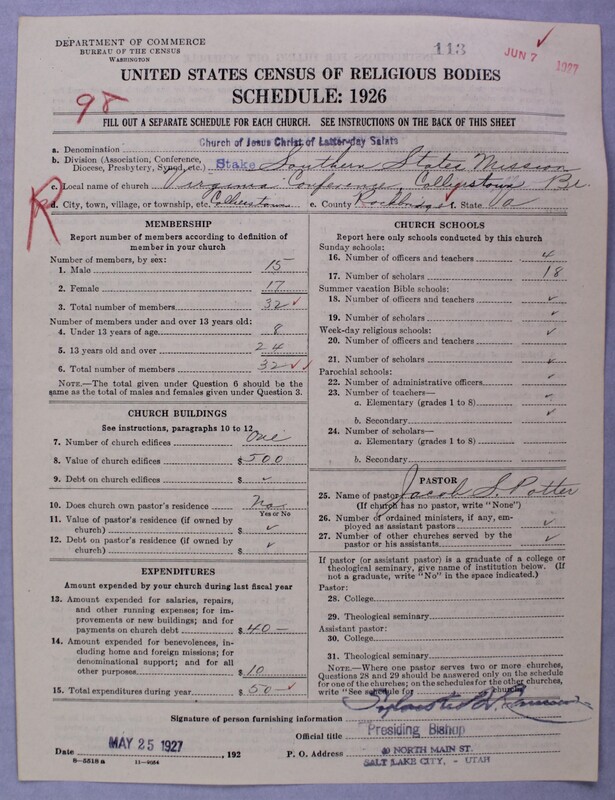 DEPARTMENT OF COMMERCE
BUREAU OF THE CENSUS
WASHINGTON
113
JUN 7 1927
UNITED STATES CENSUS OF RELIGIOUS BODIES
SCHEDULE: 1926
98
FILL OUT A SEPARATE SCHEDULE FOR EACH CHURCH. SEE INSTRUCTIONS ON THE BACK OF THIS SHEET
a. Denomination Church of Jesus Christ of Latter-day Saints
b. Division (Association, Conference, Diocese, Presbytery, Synod, etc.) Stake Southern States Mission
c. Local name of church Virginia Conference, Collierstown Br.
d. City, town, village, or township, etc. Collierstown e. County Rockbridge f. State Va
R
MEMBERSHIP
Report number of members according to definition of
member in your church
Number of members, by sex:
1. Male 15
2. Female 17
3. Total number of members 32
Number of members under and over 13 years old:
4. Under 13 years of age 8
5. 13 years old and over 24
6. Total number of members 32
NOTE.—The total given under Question 6 should be the
same as the total of males and females given under Question 3.
CHURCH BUILDINGS
See instructions, paragraphs 10 to 12
7. Number of church edifices One
8. Value of church edifices $ 500
9. Debt on church edifices $
10. Does church own pastor's residence? No
Yes or No
11. Value of pastor's residence (if owned by
church) $
12. Debt on pastor's residence (if owned by
church) $
EXPENDITURES
Amount expended by your church during last fiscal year
13. Amount expended for salaries, repairs,
and other running expenses; for im-
provements or new buildings; and for
payments on church debt $ 40—
14. Amount expended for benevolences, in-
cluding home and foreign missions; for
denominational support; and for all
other purposes $ 10
15. Total expenditures during year $ 50—
CHURCH SCHOOLS
Report here only schools conducted by this church
Sunday schools:
16. Number of officers and teachers 4
17. Number of scholars 18
Summer vacation Bible schools:
18. Number of officers and teachers
19. Number of scholars
Week-day religious schools:
20. Number of officers and teachers
21. Number of scholars
Parochial schools:
22. Number of administrative officers
23. Number of teachers—
a. Elementary (grades 1 to 8)
b. Secondary
24. Number of scholars—
a. Elementary (grades 1 to 8)
b. Secondary
PASTOR
25. Name of pastor Jacob S. Potter
(If church has no pastor, write "None")
26. Number of ordained ministers, if any, em-
ployed as assistant pastors
27. Number of other churches served by the
pastor or his assistants
If pastor (or assistant pastor) is a graduate of a college or
theological seminary, give name of institution below. (If
not a graduate, write "No" in the space indicated.)
Pastor:
28. College
29. Theological seminary
Assistant pastor:
30. College
31. Theological seminary
NOTE.—Where one pastor serves two or more churches,
Questions 28 and 29 should be answered only on the schedule
for one of the churches; on the schedules for the other churches,
write "See schedule for church
Signature of person furnishing information
Official title Presiding Bishop
Date MAY 25 1927, 192 P. O. Address 40 NORTH MAIN ST.
SALT LAKE CITY, - UTAH
8—5518 a 11—9054